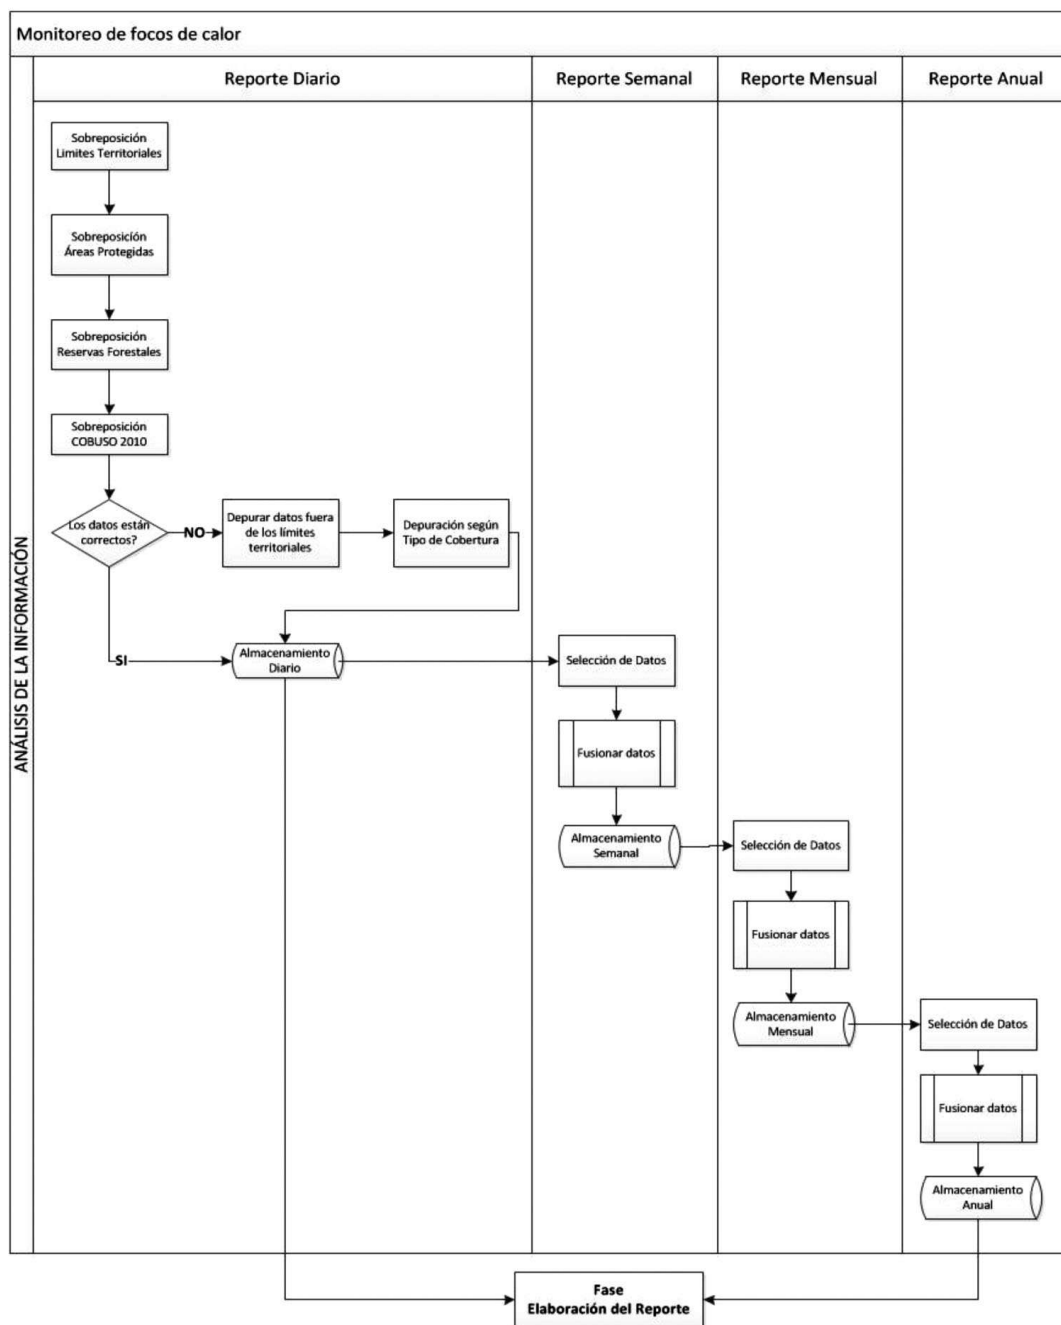 Monitoreo de focos de calor
Reporte Diario
Reporte Semanal
Reporte Mensual
Reporte Anual
ANÁLISIS DE LA INFORMACIÓN
Sobreposición
Limites Territoriales
Sobreposición
Áreas Protegidas
Sobreposición
Reservas Forestales
Sobreposición
COBUSO 2010
Los datos están
correctos?
NO
Depurar datos fuera
de los límites
territoriales
Depuración según
Tipo de Cobertura
SI
Almacenamiento
Diario
Selección de Datos
Fusionar datos
Almacenamiento
Semanal
Selección de Datos
Fusionar datos
Almacenamiento
Mensual
Selección de Datos
Fusionar datos
Almacenamiento
Anual
Fase
Elaboración del Reporte